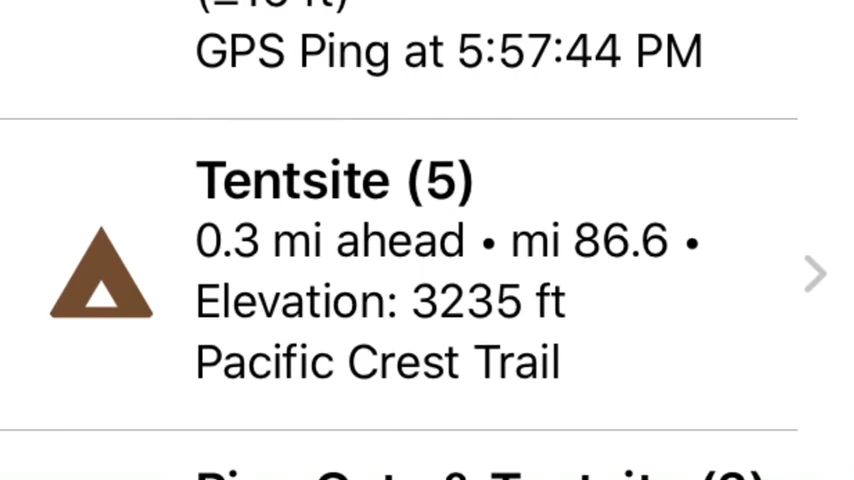 GPS Ping at 5:57:44 PM
Tentsite (5)
0.3 mi ahead • mi 86.6 •
Elevation: 3235 ft
Pacific Crest Trail